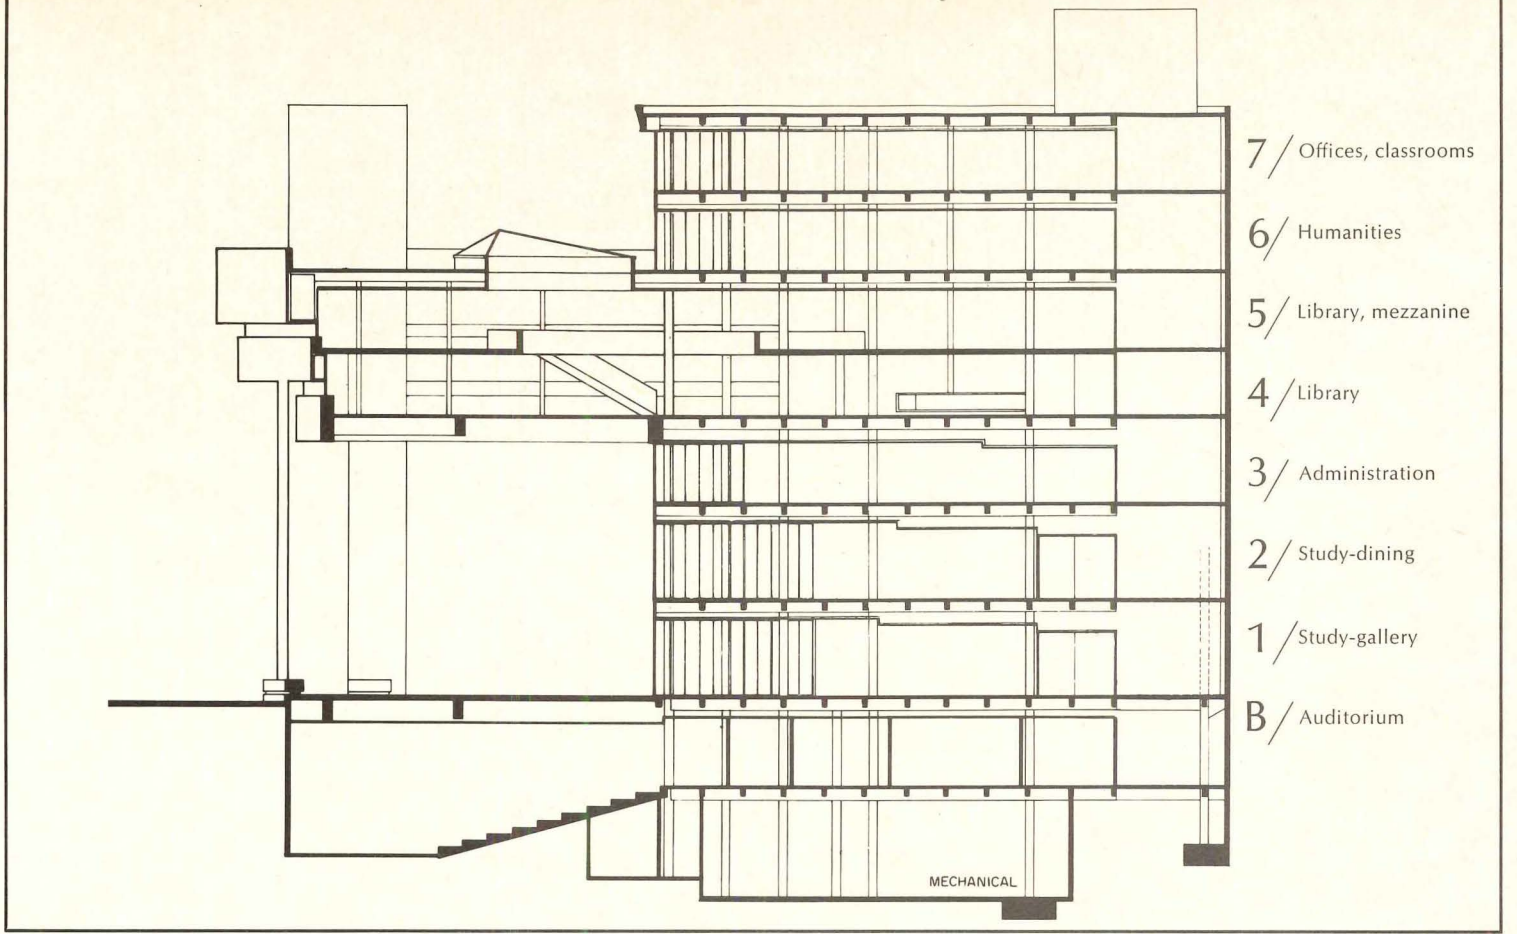 7/ Offices, classrooms
6/ Humanities
5/ Library, mezzanine
4/ Library
3/ Administration
2/ Study-dining
1/ Study-gallery
B/ Auditorium
MECHANICAL